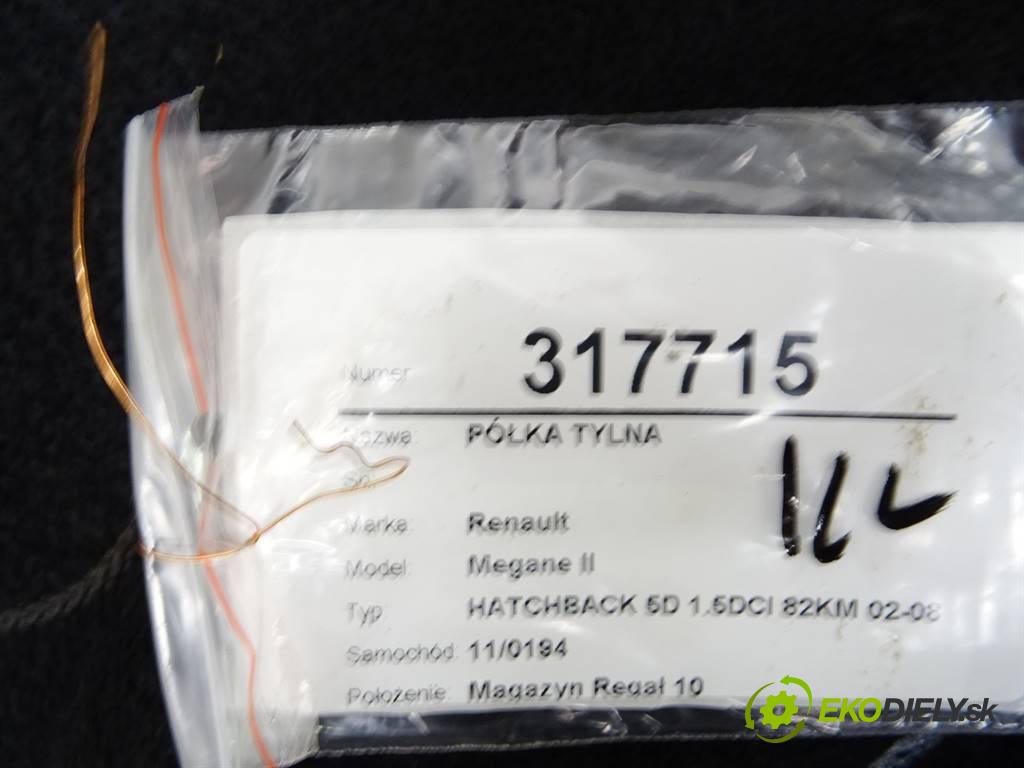 Numer 317715
Nazwa: PÓŁKA TYLNA
Marka: Renault
Model: Megane II
Typ HATCHBACK 5D 1.5DCI 82KM 02-08
Samochód: 11/0194
Położenie: Magazyn Regał 10
EKODIELY.sk